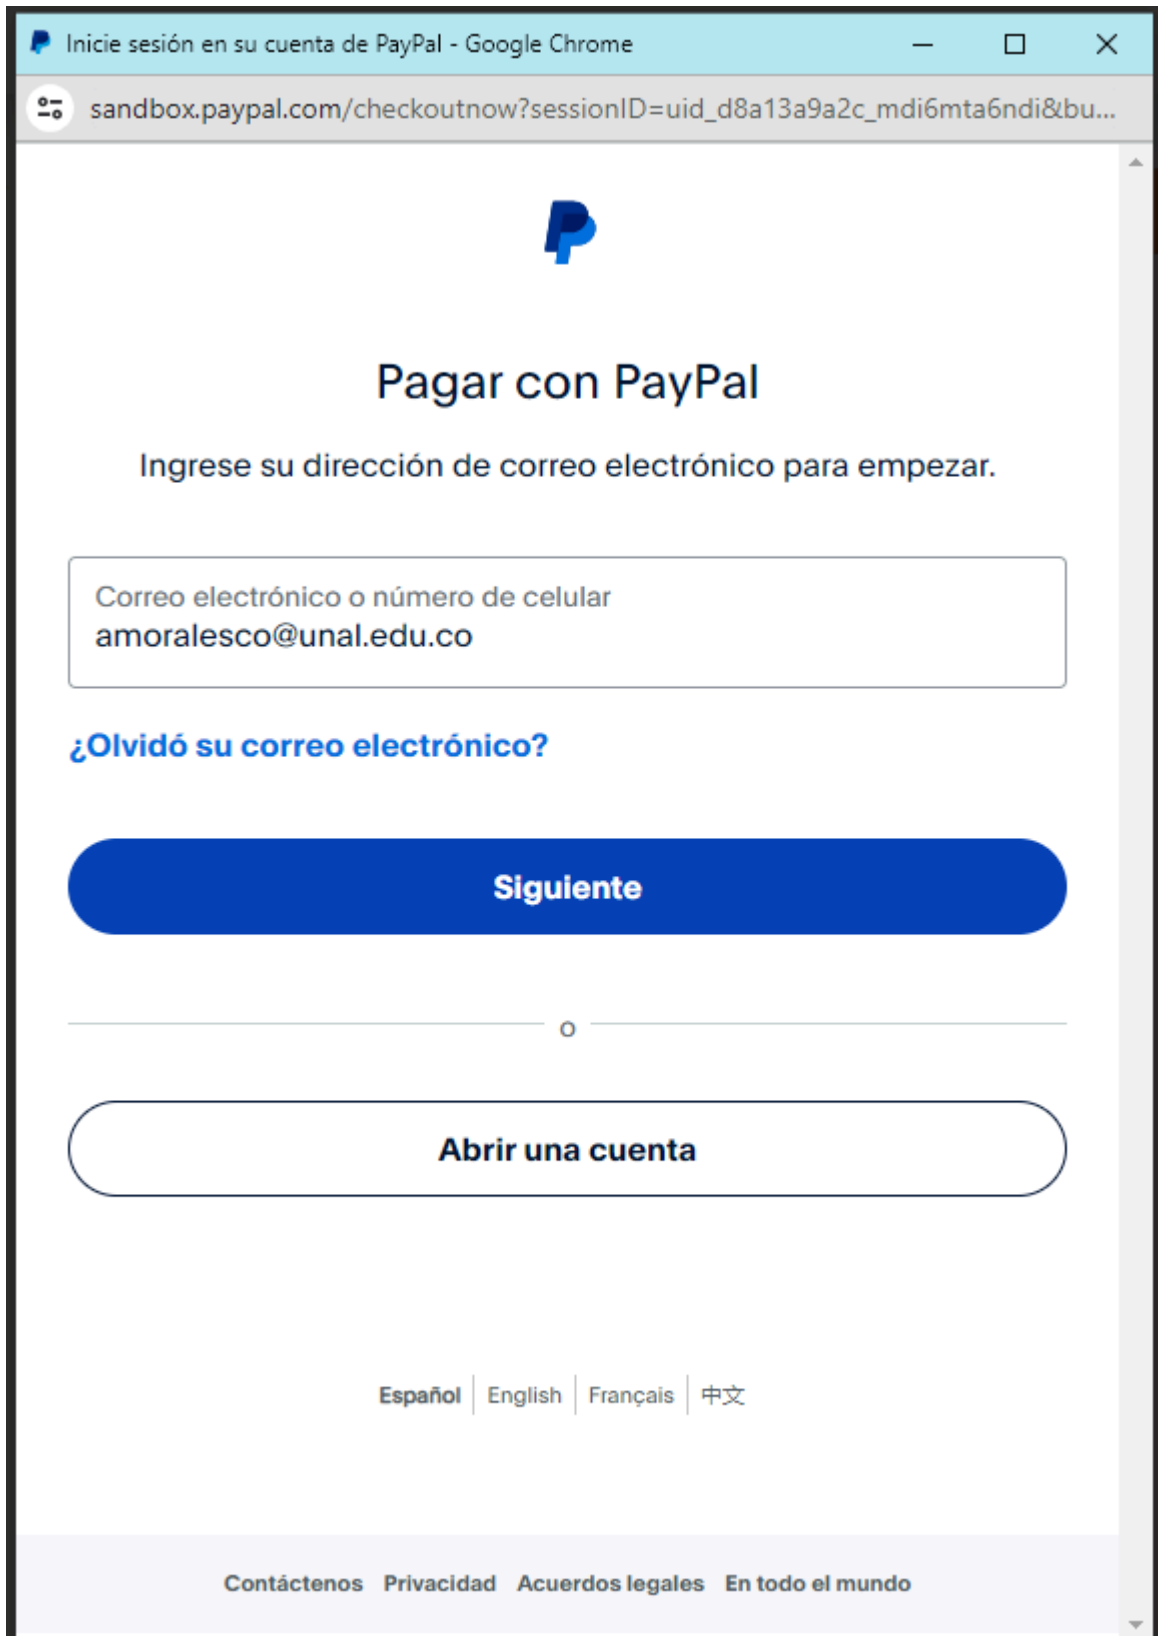 Inicie sesión en su cuenta de PayPal - Google Chrome
sandbox.paypal.com/checkoutnow?sessionID=uid_d8a13a9a2c_mdi6mta6ndi&bu...
Pagar con PayPal
Ingrese su dirección de correo electrónico para empezar.
Correo electrónico o número de celular
amoralesco@unal.edu.co
¿Olvidó su correo electrónico?
Siguiente
o
Abrir una cuenta
Español English Français 中文
Contáctenos Privacidad Acuerdos legales En todo el mundo